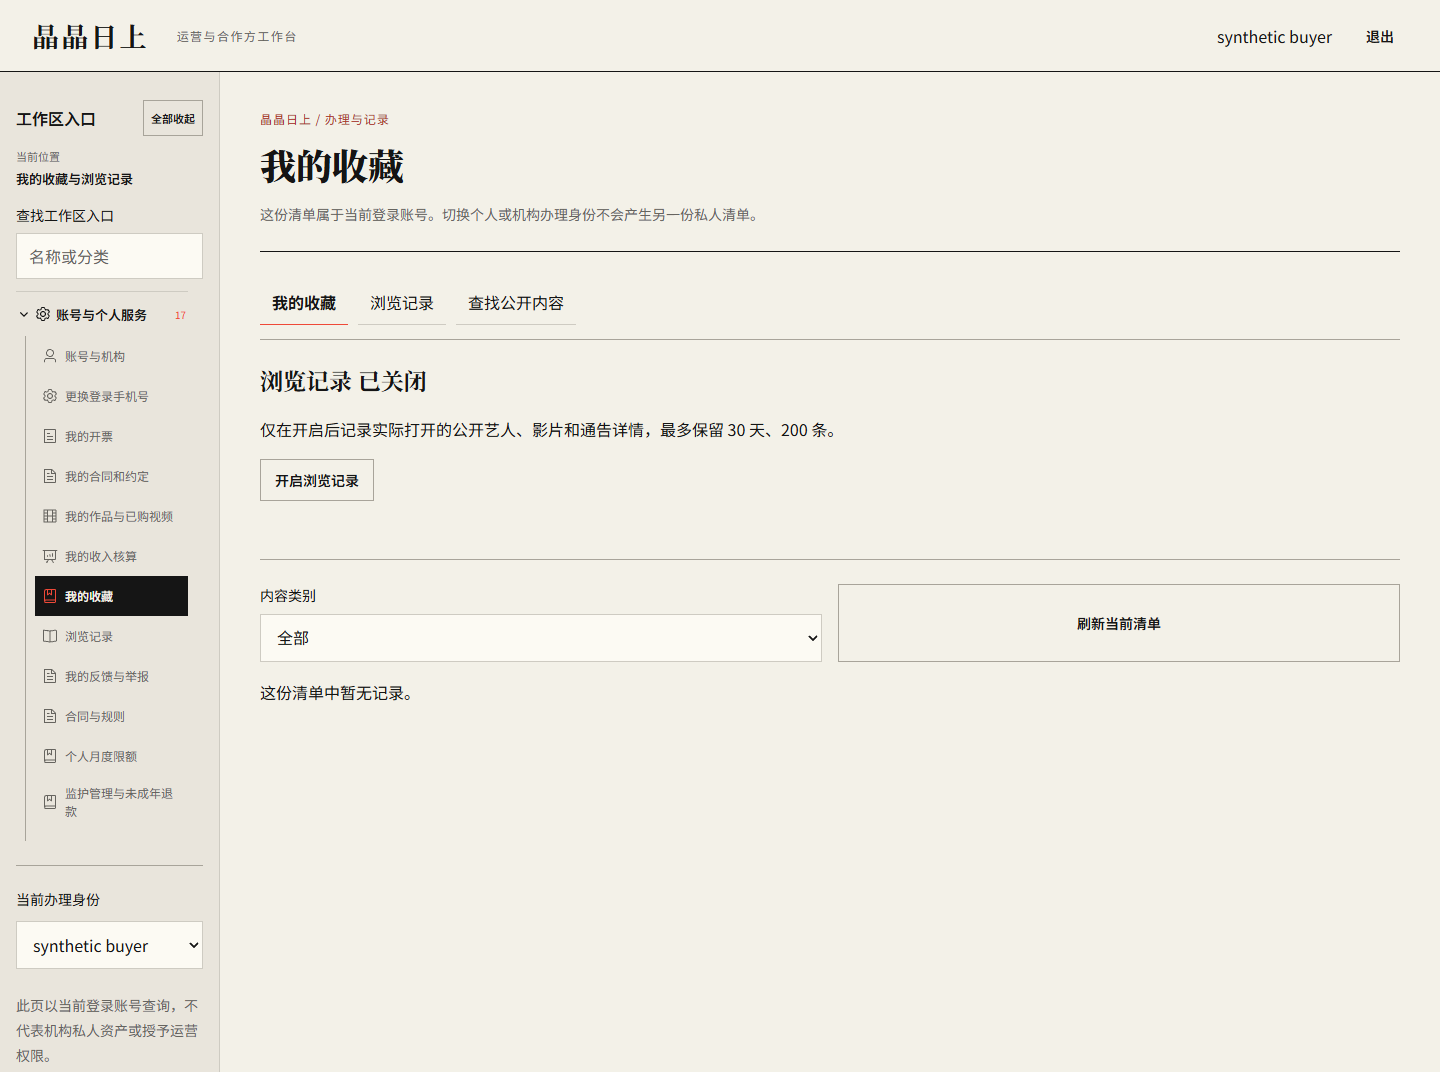 晶晶日上
运营与合作方工作台
synthetic buyer
退出
工作区入口
全部收起
当前位置
我的收藏与浏览记录
查找工作区入口
名称或分类
账号与个人服务
17
账号与机构
更换登录手机号
我的开票
我的合同和约定
我的作品与已购视频
我的收入核算
我的收藏
浏览记录
我的反馈与举报
合同与规则
个人月度限额
监护管理与未成年退
款
当前办理身份
synthetic buyer
此页以当前登录账号查询，不
代表机构私人资产或授予运营
权限。
晶晶日上 / 办理与记录
我的收藏
这份清单属于当前登录账号。切换个人或机构办理身份不会产生另一份私人清单。
我的收藏
浏览记录
查找公开内容
浏览记录 已关闭
仅在开启后记录实际打开的公开艺人、影片和通告详情，最多保留 30 天、200 条。
开启浏览记录
内容类别
全部
刷新当前清单
这份清单中暂无记录。